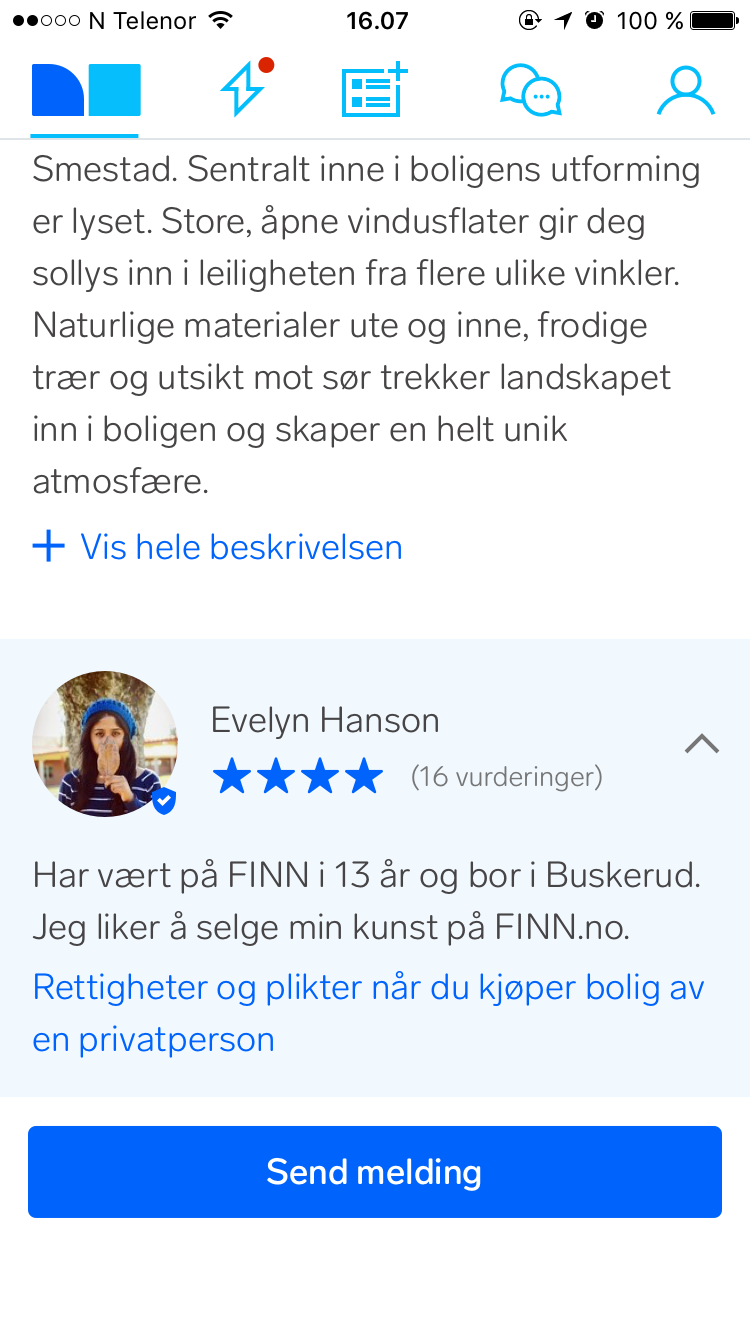 N Telenor 16.07 100 %
Smestad. Sentralt inne i boligens utforming
er lyset. Store, åpne vindusflater gir deg
sollys inn i leiligheten fra flere ulike vinkler.
Naturlige materialer ute og inne, frodige
trær og utsikt mot sør trekker landskapet
inn i boligen og skaper en helt unik
atmosfære.
Vis hele beskrivelsen
Evelyn Hanson
(16 vurderinger)
Har vært på FINN i 13 år og bor i Buskerud.
Jeg liker å selge min kunst på FINN.no.
Rettigheter og plikter når du kjøper bolig av
en privatperson
Send melding